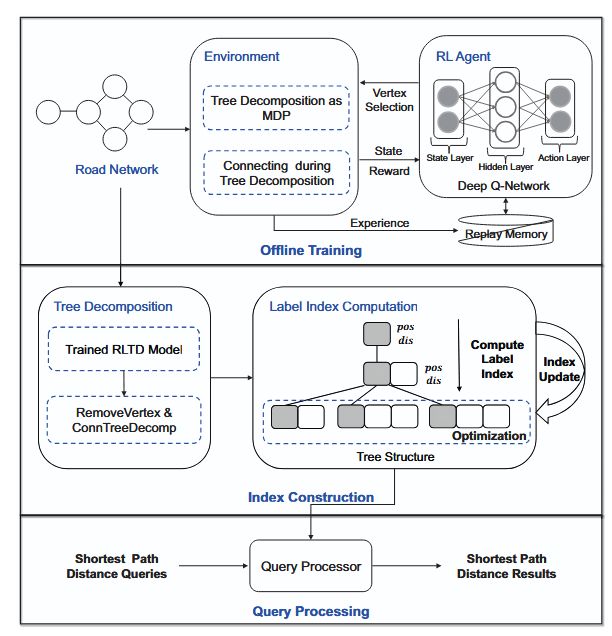 Environment
RL Agent
Tree Decomposition as
MDP
Connecting during
Tree Decomposition
Vertex
Selection
State
Reward
State Layer
Hidden Layer
Action Layer
Deep Q-Network
Road Network
Experience
Replay Memory
Offline Training
Tree Decomposition
Trained RLTD Model
RemoveVertex &
ConnTreeDecomp
Label Index Computation
pos
dis
pos
dis
Compute
Label
Index
Index
Update
Optimization
Tree Structure
Index Construction
Shortest Path
Distance Queries
Query Processor
Shortest Path
Distance Results
Query Processing